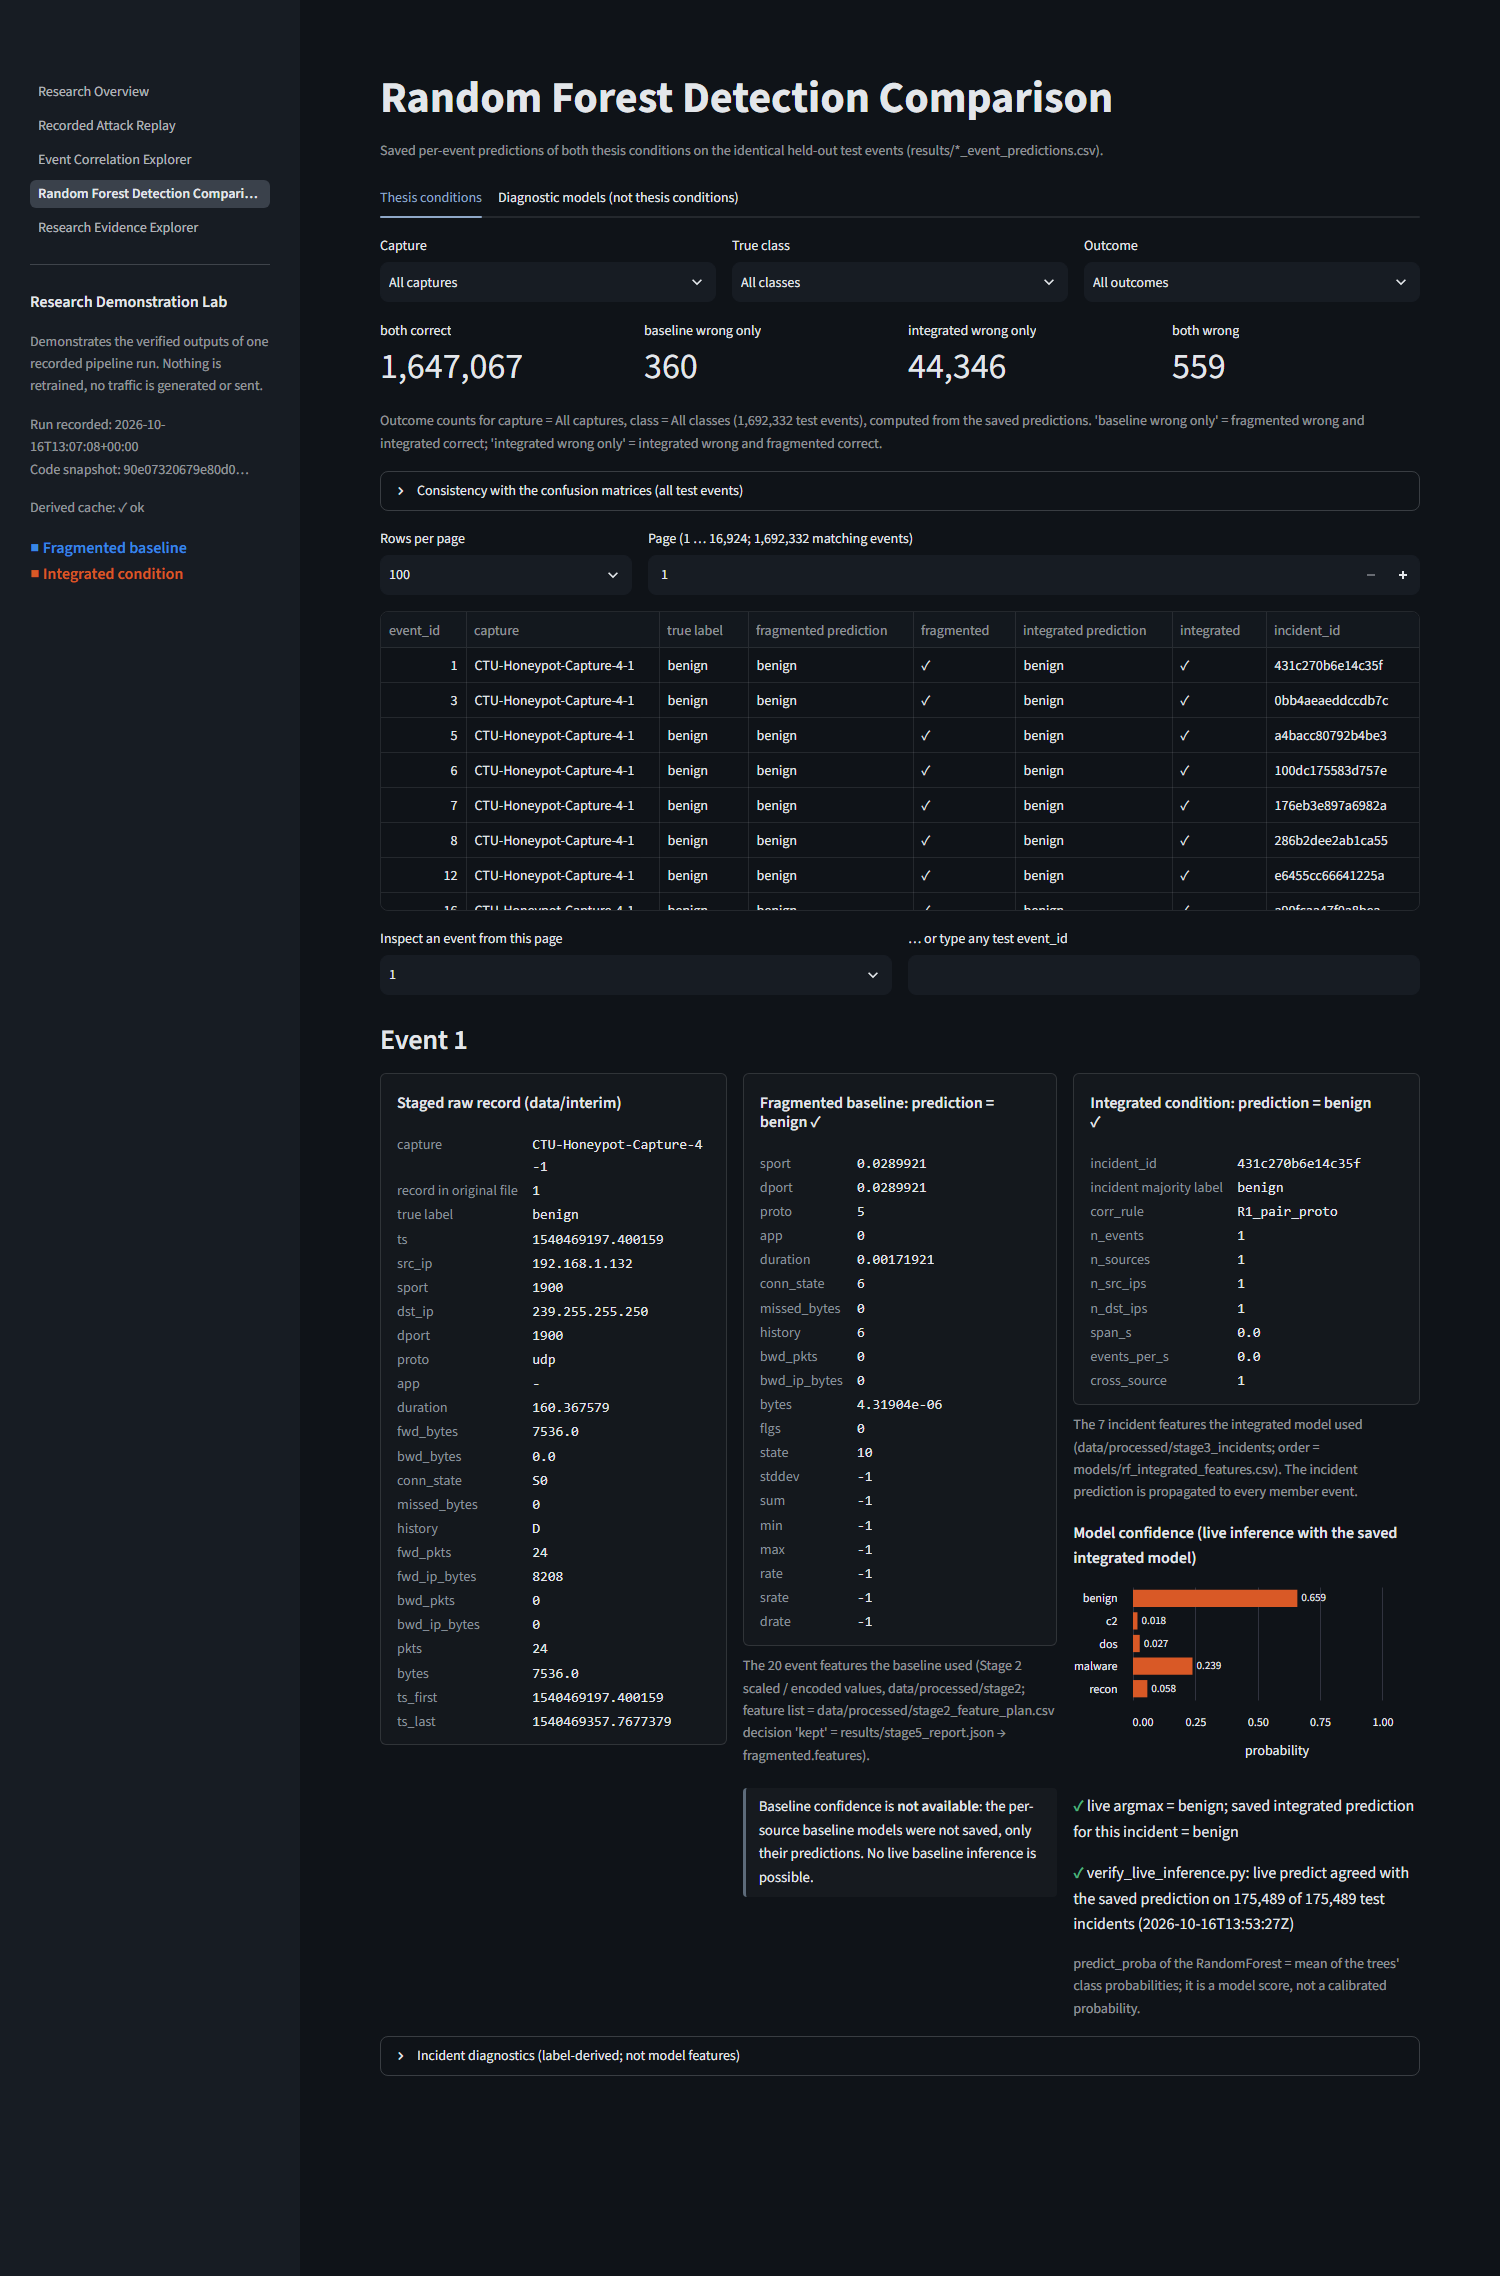 Research Overview
Recorded Attack Replay
Event Correlation Explorer
Random Forest Detection Compari...
Research Evidence Explorer
Research Demonstration Lab
Demonstrates the verified outputs of one
recorded pipeline run. Nothing is
retrained, no traffic is generated or sent.
Run recorded: 2026-10-
16T13:07:08+00:00
Code snapshot: 90e07320679e80d0...
Derived cache: ✓ ok
■ Fragmented baseline
■ Integrated condition
Random Forest Detection Comparison
Saved per-event predictions of both thesis conditions on the identical held-out test events (results/*_event_predictions.csv).
Thesis conditions Diagnostic models (not thesis conditions)
Capture True class Outcome
All captures All classes All outcomes
both correct baseline wrong only integrated wrong only both wrong
1,647,067 360 44,346 559
Outcome counts for capture = All captures, class = All classes (1,692,332 test events), computed from the saved predictions. 'baseline wrong only' = fragmented wrong and
integrated correct; 'integrated wrong only' = integrated wrong and fragmented correct.
Consistency with the confusion matrices (all test events)
Rows per page Page (1 ... 16,924; 1,692,332 matching events)
100 1 − +
event_id capture true label fragmented prediction fragmented integrated prediction integrated incident_id
1 CTU-Honeypot-Capture-4-1 benign benign ✓ benign ✓ 431c270b6e14c35f
3 CTU-Honeypot-Capture-4-1 benign benign ✓ benign ✓ 0bb4aeaeddccdb7c
5 CTU-Honeypot-Capture-4-1 benign benign ✓ benign ✓ a4bacc80792b4be3
6 CTU-Honeypot-Capture-4-1 benign benign ✓ benign ✓ 100dc175583d757e
7 CTU-Honeypot-Capture-4-1 benign benign ✓ benign ✓ 176eb3e897a6982a
8 CTU-Honeypot-Capture-4-1 benign benign ✓ benign ✓ 286b2dee2ab1ca55
12 CTU-Honeypot-Capture-4-1 benign benign ✓ benign ✓ e6455cc66641225a
16 CTU-Honeypot-Capture-4-1 benign benign ✓ benign ✓
Inspect an event from this page ... or type any test event_id
1
Event 1
Staged raw record (data/interim)
capture CTU-Honeypot-Capture-4
-1
record in original file 1
true label benign
ts 1540469197.400159
src_ip 192.168.1.132
sport 1900
dst_ip 239.255.255.250
dport 1900
proto udp
app -
duration 160.367579
fwd_bytes 7536.0
bwd_bytes 0.0
conn_state S0
missed_bytes 0
history D
fwd_pkts 24
fwd_ip_bytes 8208
bwd_pkts 0
bwd_ip_bytes 0
pkts 24
bytes 7536.0
ts_first 1540469197.400159
ts_last 1540469357.7677379
Fragmented baseline: prediction =
benign ✓
sport 0.0289921
dport 0.0289921
proto 5
app 0
duration 0.00171921
conn_state 6
missed_bytes 0
history 6
bwd_pkts 0
bwd_ip_bytes 0
bytes 4.31904e-06
flgs 0
state 10
stddev -1
sum -1
min -1
max -1
rate -1
srate -1
drate -1
The 20 event features the baseline used (Stage 2
scaled / encoded values, data/processed/stage2;
feature list = data/processed/stage2_feature_plan.csv
decision 'kept' = results/stage5_report.json →
fragmented.features).
Baseline confidence is not available: the per-
source baseline models were not saved, only
their predictions. No live baseline inference is
possible.
Integrated condition: prediction = benign
✓
incident_id 431c270b6e14c35f
incident majority label benign
corr_rule R1_pair_proto
n_events 1
n_sources 1
n_src_ips 1
n_dst_ips 1
span_s 0.0
events_per_s 0.0
cross_source 1
The 7 incident features the integrated model used
(data/processed/stage3_incidents; order =
models/rf_integrated_features.csv). The incident
prediction is propagated to every member event.
Model confidence (live inference with the saved
integrated model)
benign 0.659
c2 0.018
dos 0.027
malware 0.239
recon 0.058
0.00 0.25 0.50 0.75 1.00
probability
✓ live argmax = benign; saved integrated prediction
for this incident = benign
✓ verify_live_inference.py: live predict agreed with
the saved prediction on 175,489 of 175,489 test
incidents (2026-10-16T13:53:27Z)
predict_proba of the RandomForest = mean of the trees'
class probabilities; it is a model score, not a calibrated
probability.
Incident diagnostics (label-derived; not model features)